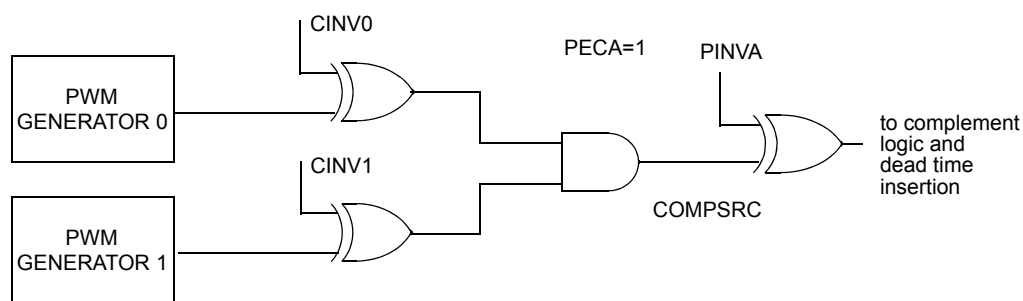 CINV0
PWM
GENERATOR 0
PECA=1
PINVA
to complement
logic and
dead time
insertion
CINV1
COMPSRC
PWM
GENERATOR 1